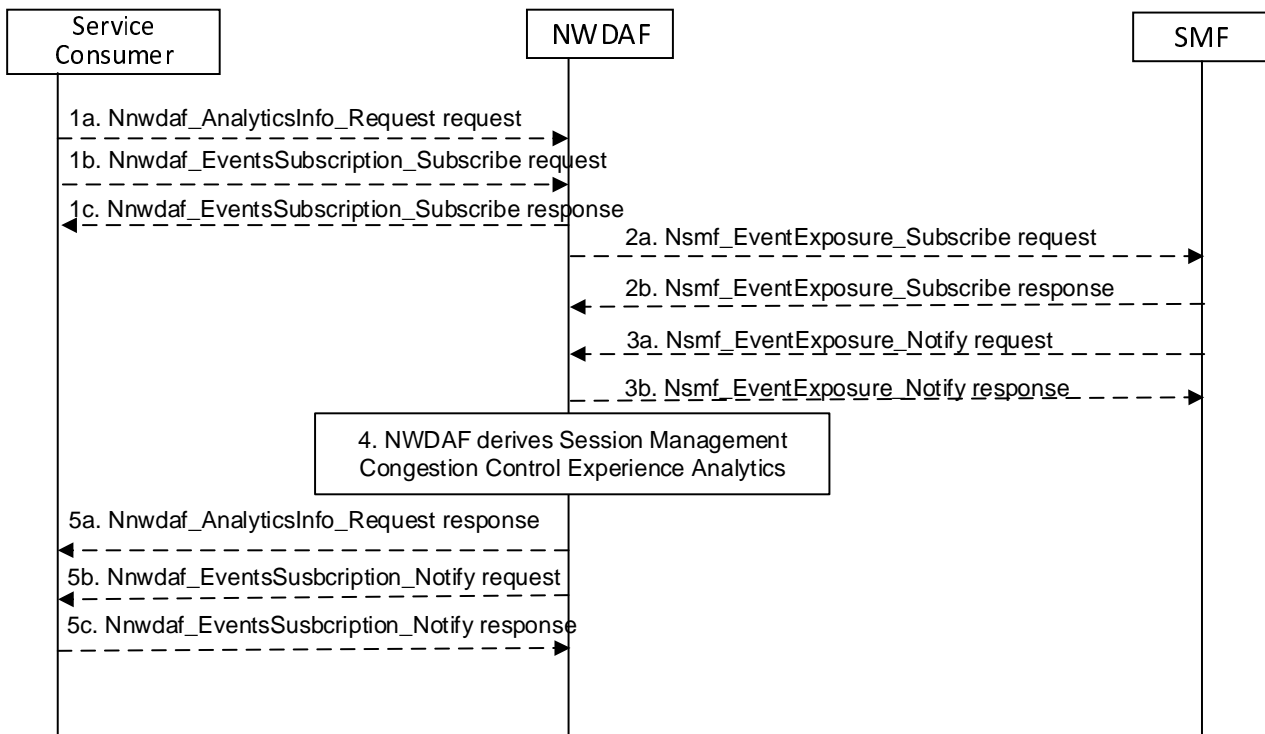 Service
Consumer
NWDAF
SMF
1a. Nnwdaf_AnalyticsInfo_Request request
1b. Nnwdaf_EventsSubscription_Subscribe request
1c. Nnwdaf_EventsSubscription_Subscribe response
2a. Nsmf_EventExposure_Subscribe request
2b. Nsmf_EventExposure_Subscribe response
3a. Nsmf_EventExposure_Notify request
3b. Nsmf_EventExposure_Notify response
4. NWDAF derives Session Management
Congestion Control Experience Analytics
5a. Nnwdaf_AnalyticsInfo_Request response
5b. Nnwdaf_EventsSusbcription_Notify request
5c. Nnwdaf_EventsSusbcription_Notify response